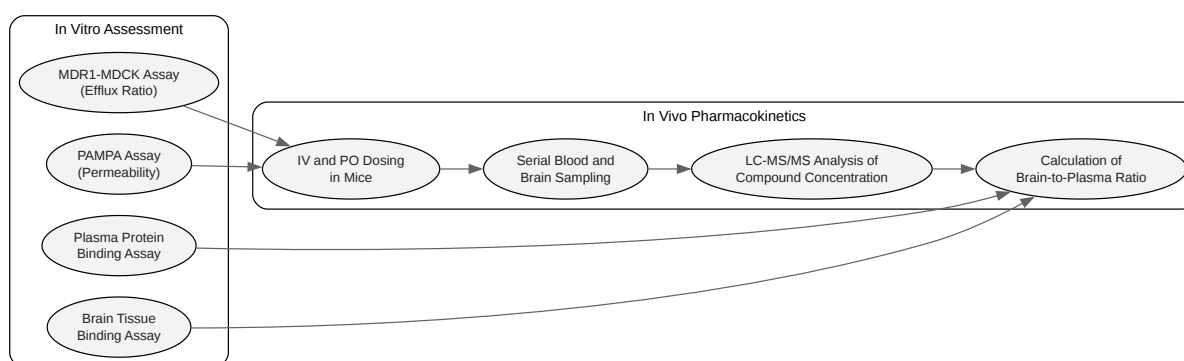 In Vitro Assessment
MDR1-MDCK Assay
(Efflux Ratio)
PAMPA Assay
(Permeability)
Plasma Protein
Binding Assay
Brain Tissue
Binding Assay
In Vivo Pharmacokinetics
IV and PO Dosing
in Mice
Serial Blood and
Brain Sampling
LC-MS/MS Analysis of
Compound Concentration
Calculation of
Brain-to-Plasma Ratio